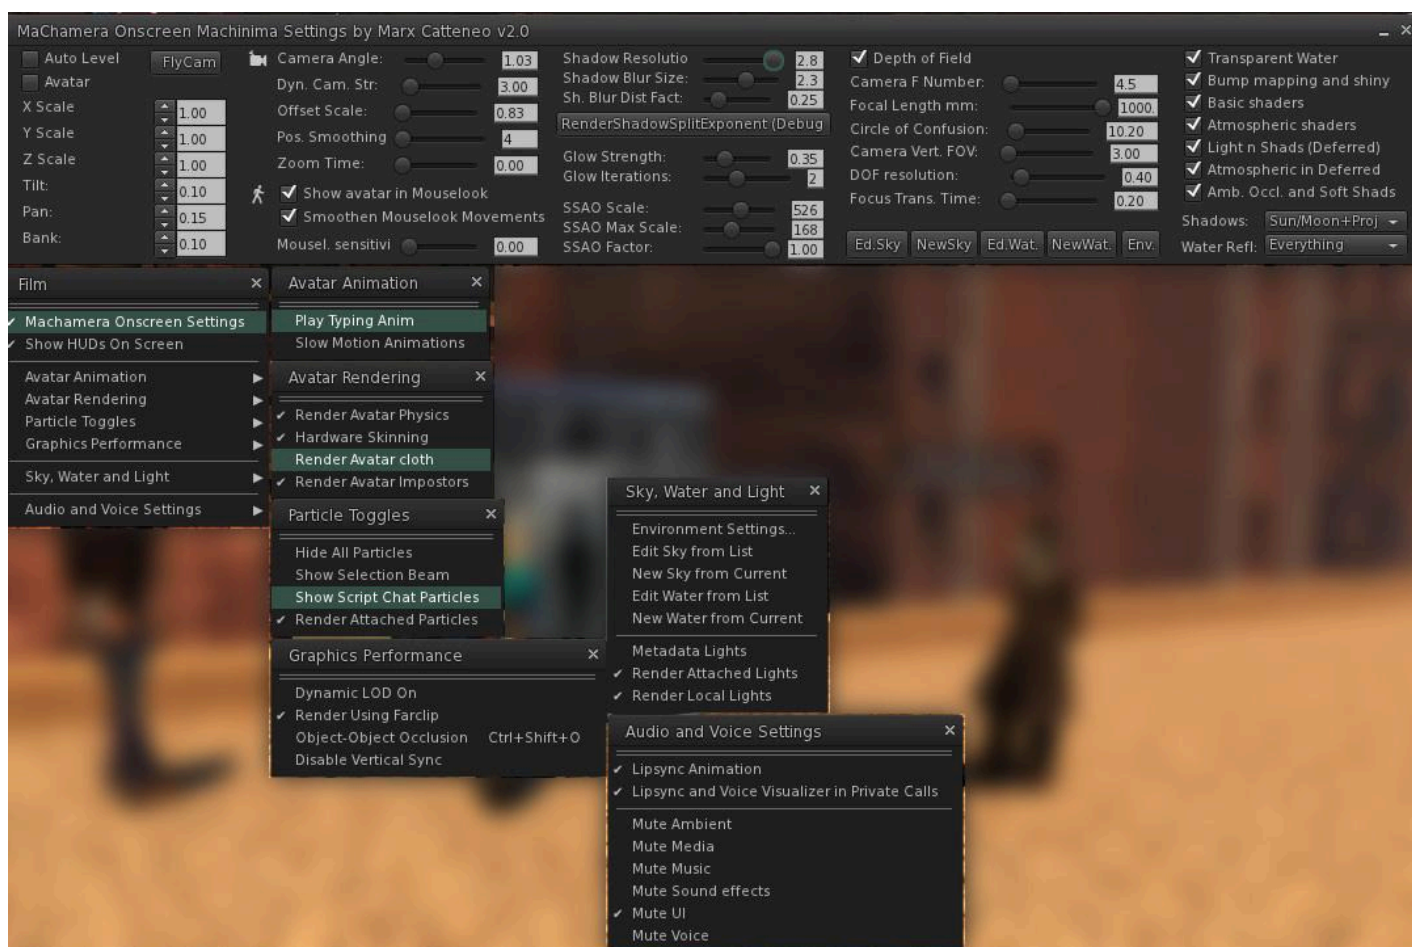 MaChamera Onscreen Machinima Settings by Marx Catteneo v2.0
Auto Level
FlyCam
Avatar
X Scale 1.00
Y Scale 1.00
Z Scale 1.00
Tilt: 0.10
Pan: 0.15
Bank: 0.10
Camera Angle: 1.03
Dyn. Cam. Str: 3.00
Offset Scale: 0.83
Pos. Smoothing 4
Zoom Time: 0.00
Show avatar in Mouselook
Smoothen Mouselook Movements
Mousel. sensitivi 0.00
Shadow Resolutio 2.8
Shadow Blur Size: 2.3
Sh. Blur Dist Fact: 0.25
RenderShadowSplitExponent (Debug
Glow Strength: 0.35
Glow Iterations: 2
SSAO Scale: 526
SSAO Max Scale: 168
SSAO Factor: 1.00
Depth of Field
Camera F Number: 4.5
Focal Length mm: 1000.
Circle of Confusion: 10.20
Camera Vert. FOV: 3.00
DOF resolution: 0.40
Focus Trans. Time: 0.20
Ed.Sky NewSky Ed.Wat. NewWat. Env.
Transparent Water
Bump mapping and shiny
Basic shaders
Atmospheric shaders
Light n Shads (Deferred)
Atmospheric in Deferred
Amb. Occl. and Soft Shads
Shadows: Sun/Moon+Proj
Water Refl: Everything
Film
Machamera Onscreen Settings
Show HUDs On Screen
Avatar Animation
Avatar Rendering
Particle Toggles
Graphics Performance
Sky, Water and Light
Audio and Voice Settings
Avatar Animation
Play Typing Anim
Slow Motion Animations
Avatar Rendering
Render Avatar Physics
Hardware Skinning
Render Avatar cloth
Render Avatar Impostors
Particle Toggles
Hide All Particles
Show Selection Beam
Show Script Chat Particles
Render Attached Particles
Graphics Performance
Dynamic LOD On
Render Using Farclip
Object-Object Occlusion Ctrl+Shift+O
Disable Vertical Sync
Sky, Water and Light
Environment Settings...
Edit Sky from List
New Sky from Current
Edit Water from List
New Water from Current
Metadata Lights
Render Attached Lights
Render Local Lights
Audio and Voice Settings
Lipsync Animation
Lipsync and Voice Visualizer in Private Calls
Mute Ambient
Mute Media
Mute Music
Mute Sound effects
Mute UI
Mute Voice